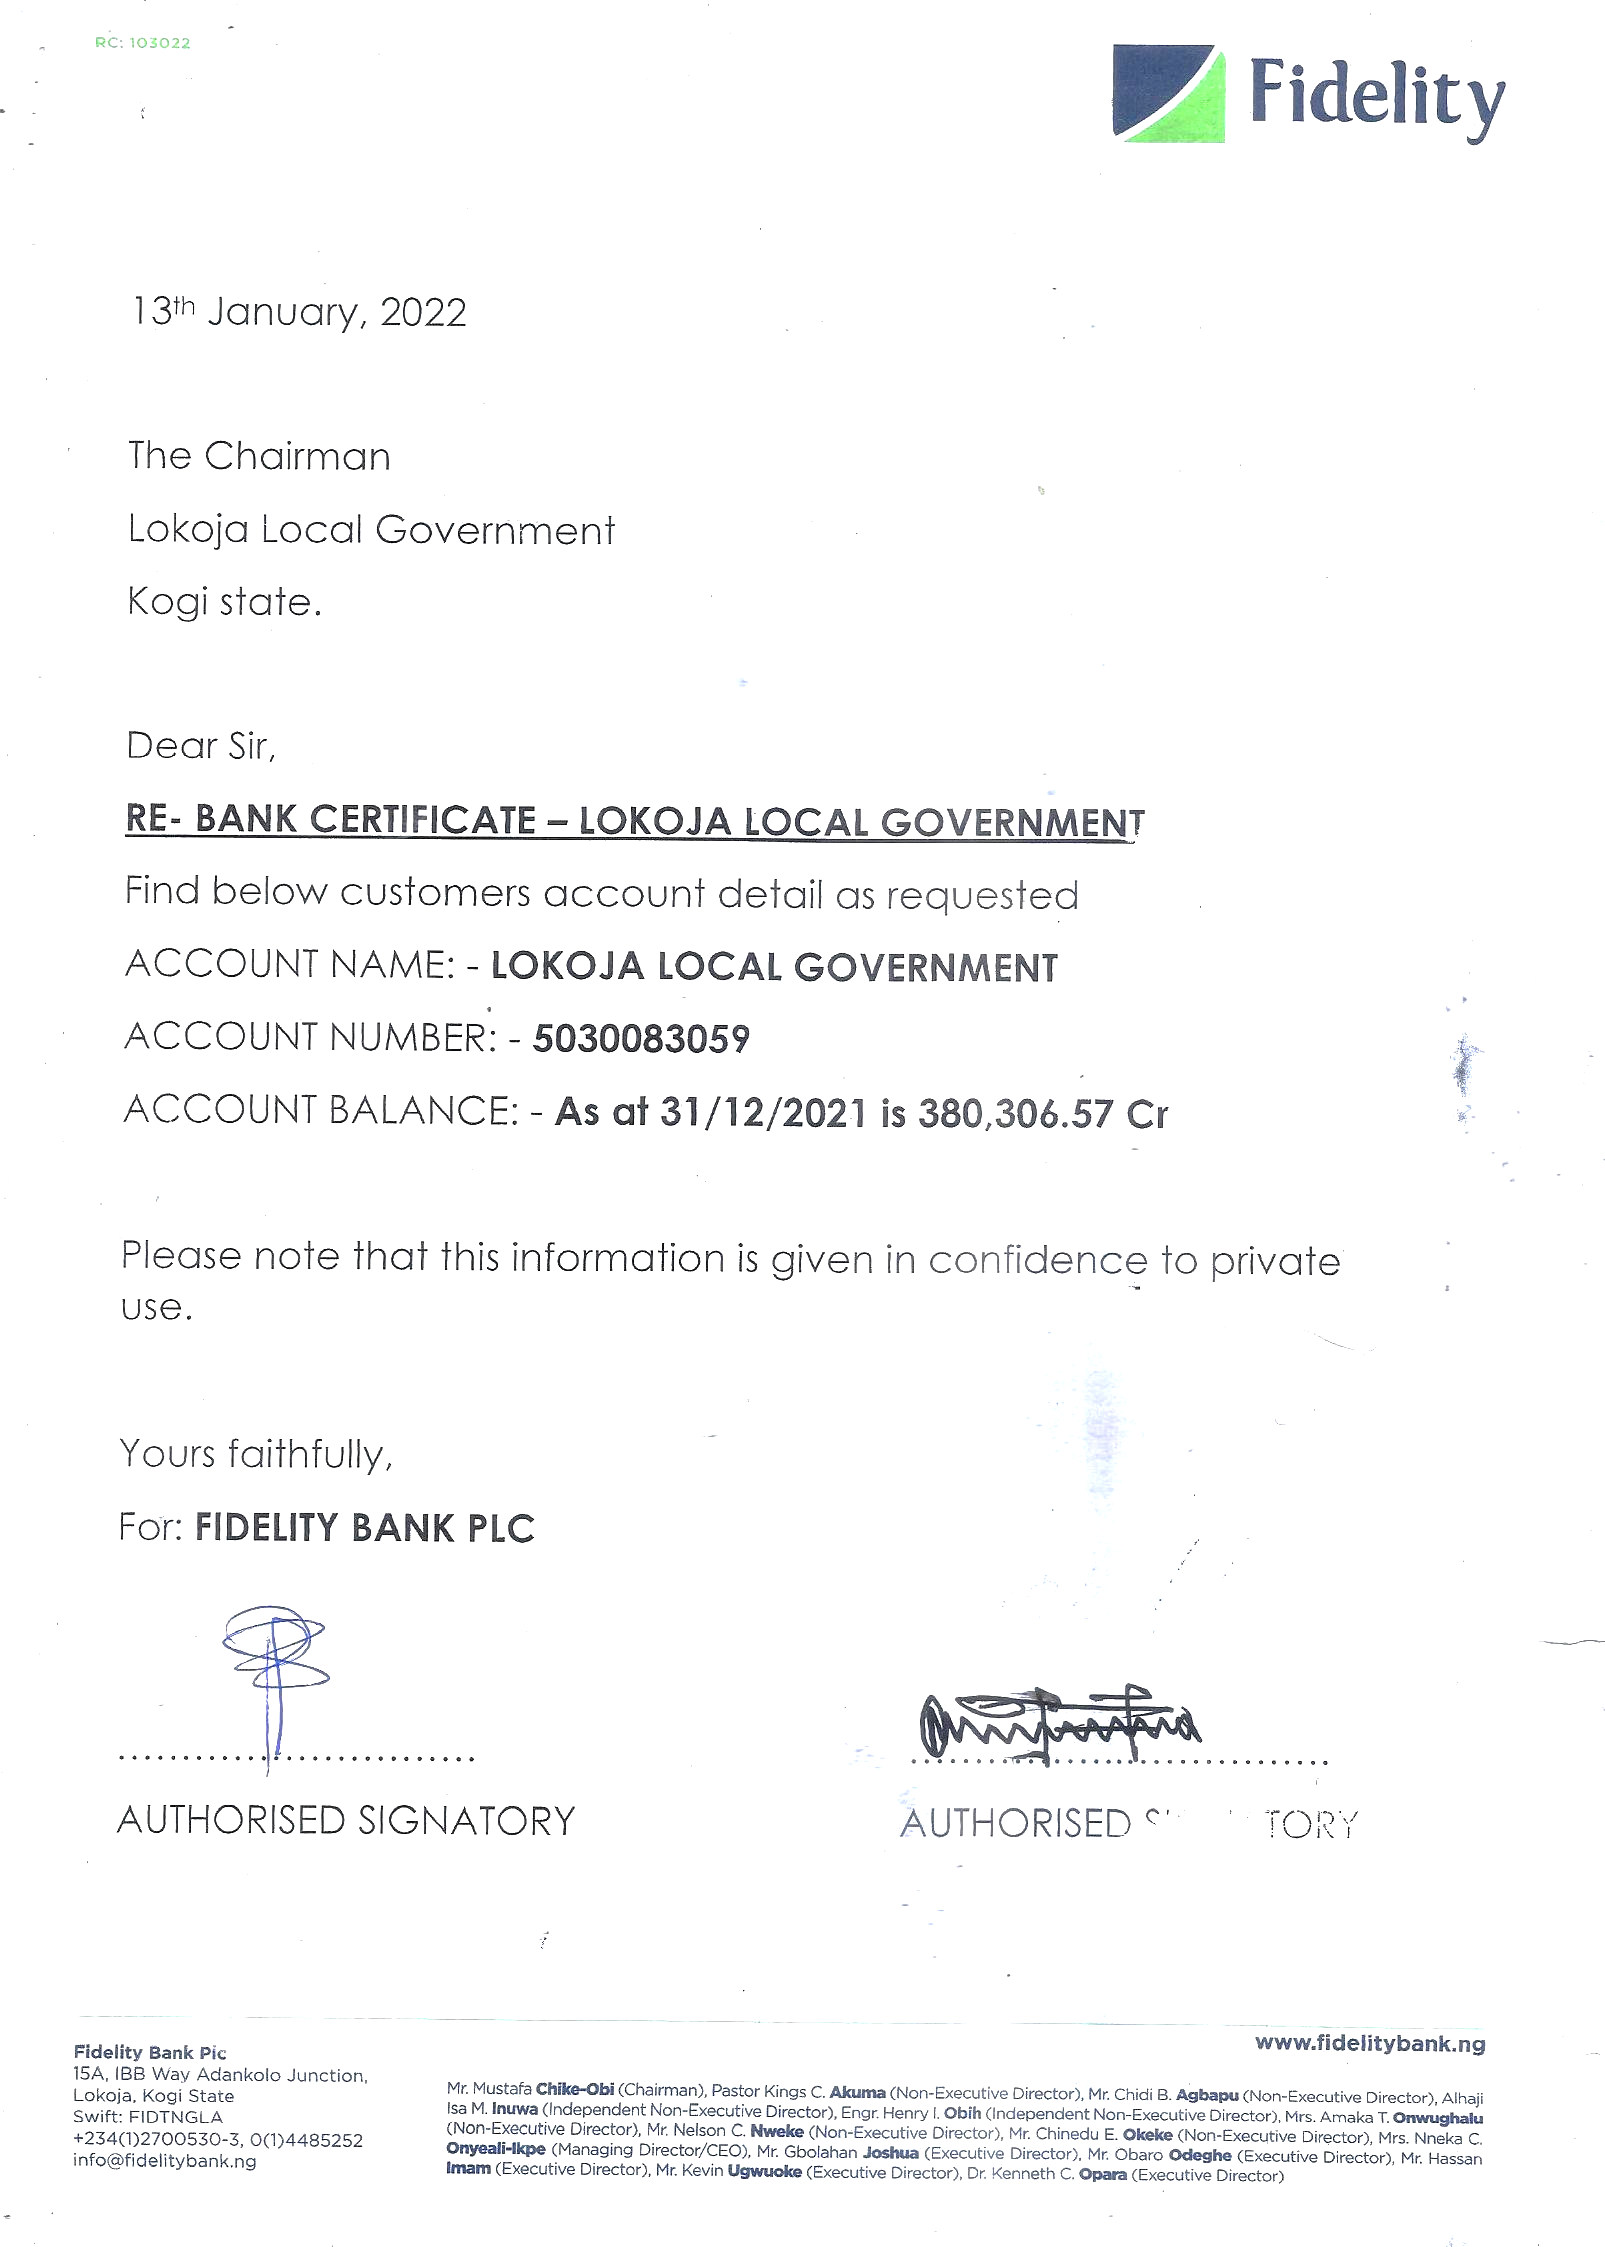 RC: 103022
Fidelity
13th January, 2022
The Chairman
Lokoja Local Government
Kogi state.
Dear Sir,
RE- BANK CERTIFICATE – LOKOJA LOCAL GOVERNMENT
Find below customers account detail as requested
ACCOUNT NAME: - LOKOJA LOCAL GOVERNMENT
ACCOUNT NUMBER: - 5030083059
ACCOUNT BALANCE: - As at 31/12/2021 is 380,306.57 Cr
Please note that this information is given in confidence to private
use.
Yours faithfully,
For: FIDELITY BANK PLC
AUTHORISED SIGNATORY
AUTHORISED TORY
www.fidelitybank.ng
Fidelity Bank Plc
15A, IBB Way Adankolo Junction,
Lokoja, Kogi State
Swift: FIDTNGLA
+234(1)2700530-3, 0(1)4485252
info@fidelitybank.ng
Mr. Mustafa Chike-Obi (Chairman), Pastor Kings C. Akuma (Non-Executive Director), Mr. Chidi B. Agbapu (Non-Executive Director), Alhaji
Isa M. Inuwa (Independent Non-Executive Director), Engr. Henry I. Obih (Independent Non-Executive Director), Mrs. Amaka T. Onwughalu
(Non-Executive Director), Mr. Nelson C. Nweke (Non-Executive Director), Mr. Chinedu E. Okeke (Non-Executive Director), Mrs. Nneka C.
Onyeali-Ikpe (Managing Director/CEO), Mr. Gbolahan Joshua (Executive Director), Mr. Obaro Odeghe (Executive Director), Mr. Hassan
Imam (Executive Director), Mr. Kevin Ugwuoke (Executive Director), Dr. Kenneth C. Opara (Executive Director)